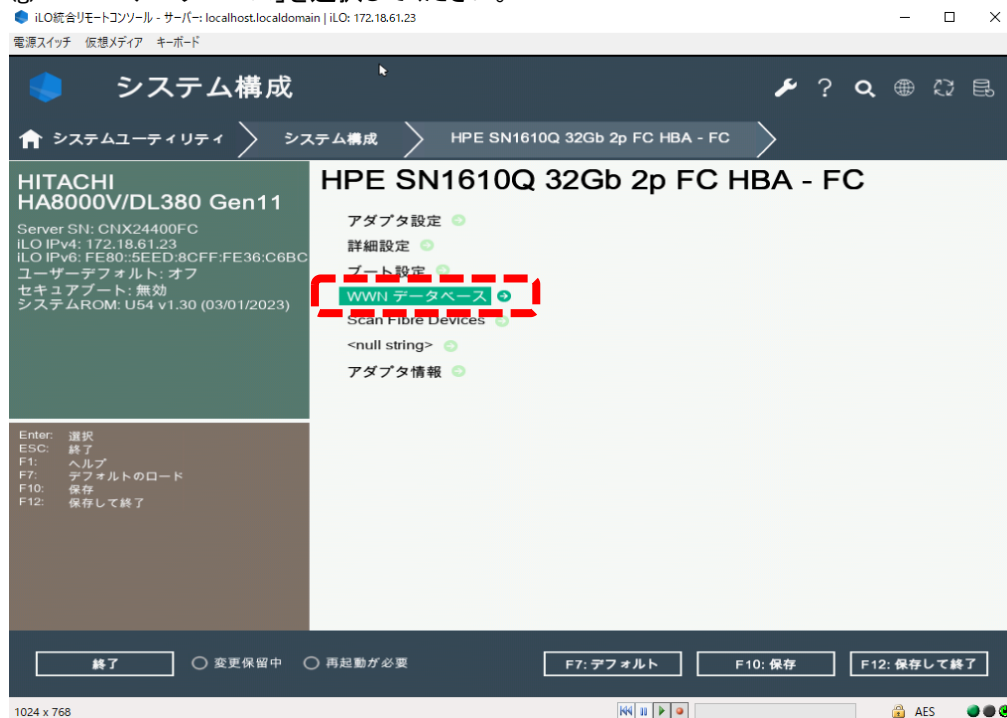 選択してください。
iLO統合リモートコンソール - サーバー: localhost.localdomain | iLO: 172.18.61.23
電源スイッチ 仮想メディア キーボード
システム構成
?
システムユーティリティ システム構成 HPE SN1610Q 32Gb 2p FC HBA - FC
HITACHI
HA8000V/DL380 Gen11
Server SN: CNX24400FC
iLO IPv4: 172.18.61.23
iLO IPv6: FE80::5EED:8CFF:FE36:C6BC
ユーザーデフォルト: オフ
セキュアブート: 無効
システムROM: U54 v1.30 (03/01/2023)
Enter: 選択
ESC: 終了
F1: ヘルプ
F7: デフォルトのロード
F10: 保存
F12: 保存して終了
HPE SN1610Q 32Gb 2p FC HBA - FC
アダプタ設定
詳細設定
ブート設定
WWN データベース
Scan Fibre Devices
<null string>
アダプタ情報
終了 変更保留中 再起動が必要 F7: デフォルト F10: 保存 F12: 保存して終了
1024 x 768 AES